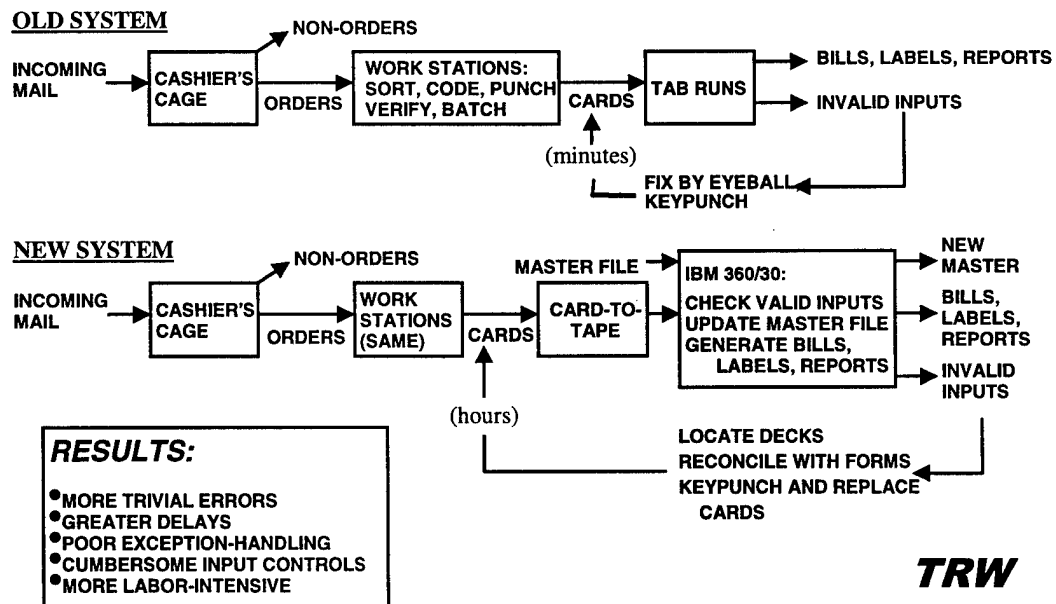 OLD SYSTEM
NON-ORDERS
INCOMING
MAIL
CASHIER'S
CAGE
ORDERS
WORK STATIONS:
SORT, CODE, PUNCH
VERIFY, BATCH
CARDS
TAB RUNS
BILLS, LABELS, REPORTS
INVALID INPUTS
(minutes)
FIX BY EYEBALL
KEYPUNCH
NEW SYSTEM
NON-ORDERS
INCOMING
MAIL
CASHIER'S
CAGE
ORDERS
WORK
STATIONS
(SAME)
CARDS
MASTER FILE
CARD-TO-
TAPE
IBM 360/30:
CHECK VALID INPUTS
UPDATE MASTER FILE
GENERATE BILLS,
LABELS, REPORTS
NEW
MASTER
BILLS,
LABELS,
REPORTS
INVALID
INPUTS
(hours)
LOCATE DECKS
RECONCILE WITH FORMS
KEYPUNCH AND REPLACE
CARDS
RESULTS:
•MORE TRIVIAL ERRORS
•GREATER DELAYS
•POOR EXCEPTION-HANDLING
•CUMBERSOME INPUT CONTROLS
•MORE LABOR-INTENSIVE
TRW